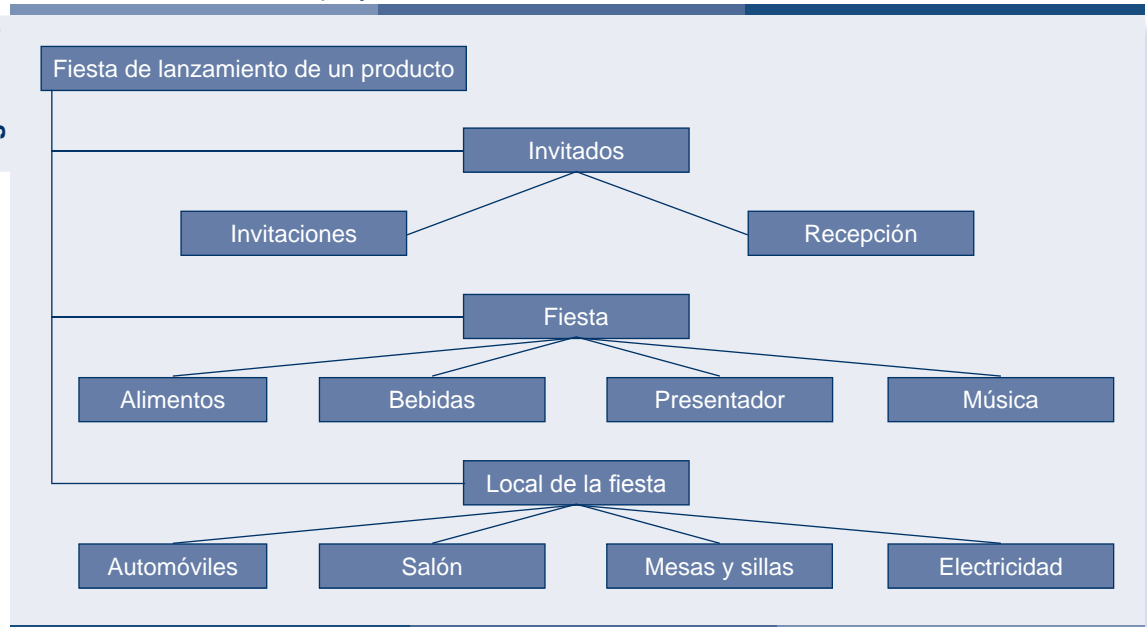 Fiesta de lanzamiento de un producto
Invitados
Invitaciones
Recepción
Fiesta
Alimentos
Bebidas
Presentador
Música
Local de la fiesta
Automóviles
Salón
Mesas y sillas
Electricidad